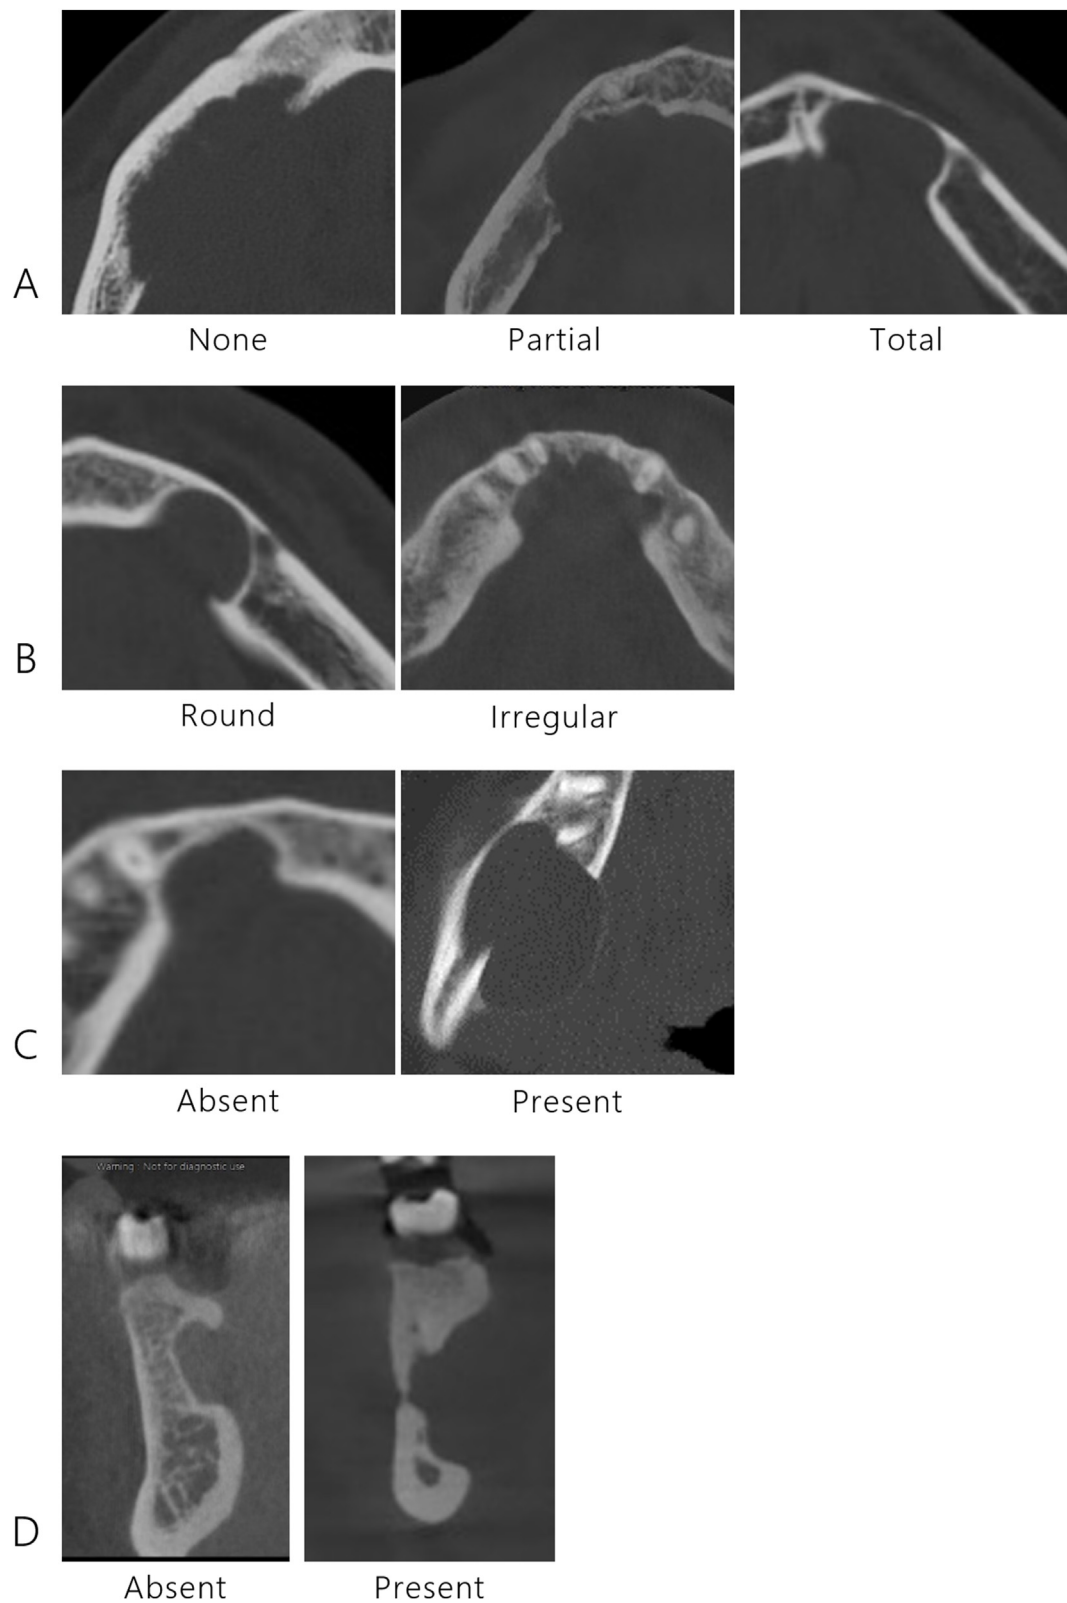 A
None
Partial
Total
B
Round
Irregular
C
Absent
Present
Warning : Not for diagnostic use
D
Absent
Present